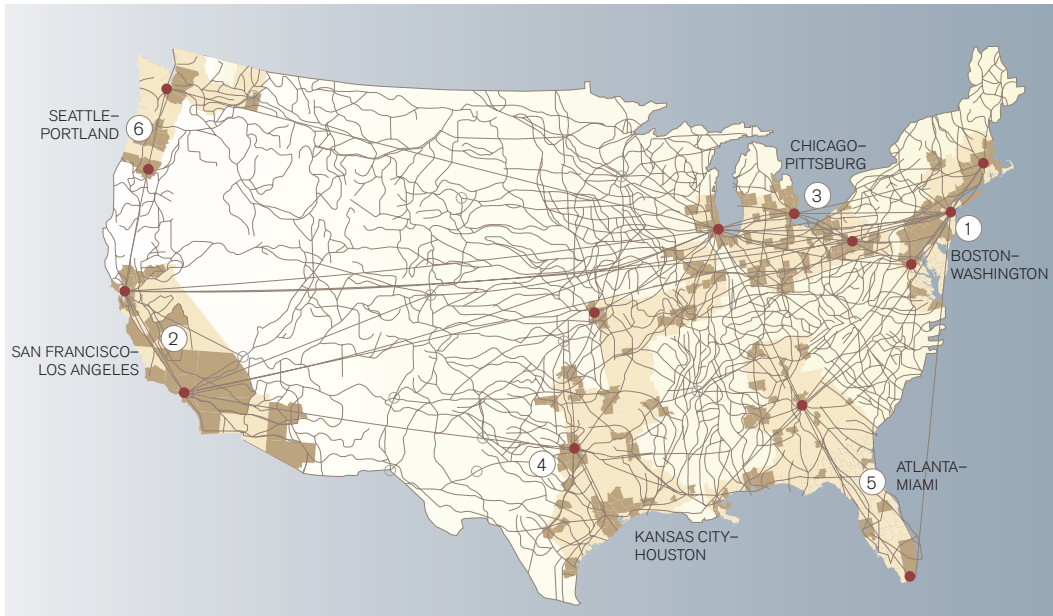 SEATTLE–
PORTLAND
6
CHICAGO–
PITTSBURG
3
1
BOSTON–
WASHINGTON
2
SAN FRANCISCO–
LOS ANGELES
4
5
ATLANTA–
MIAMI
KANSAS CITY–
HOUSTON